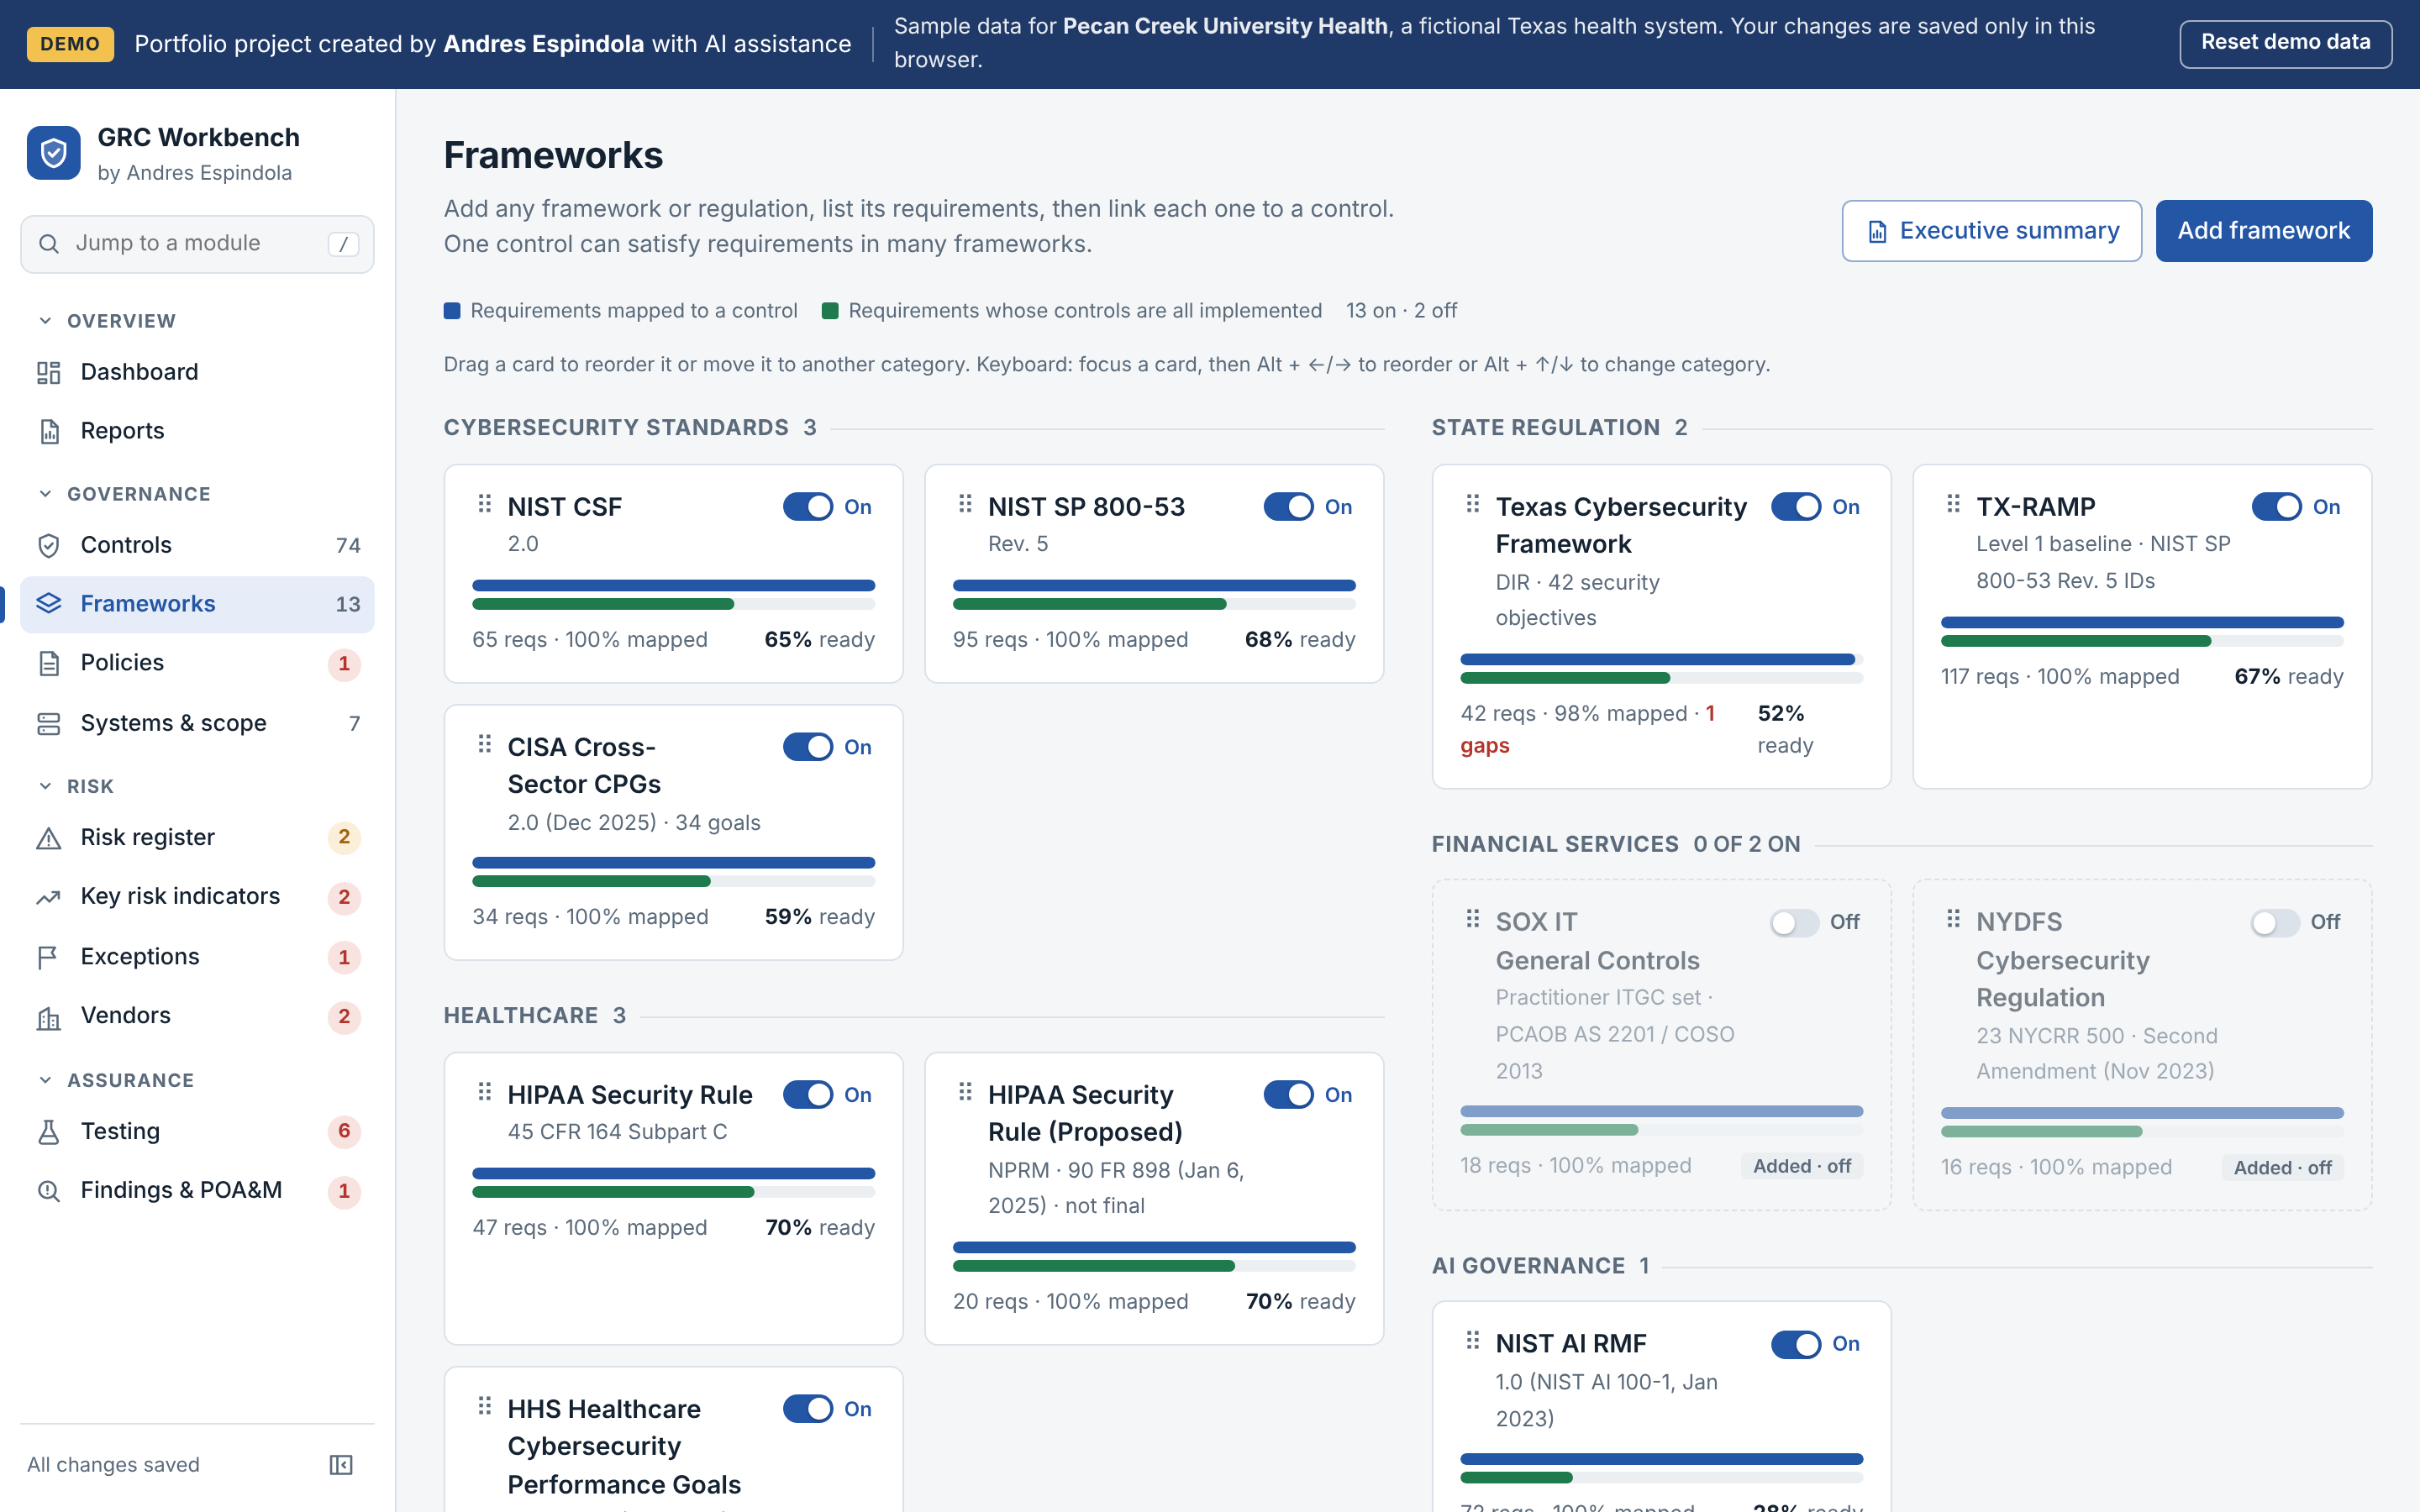 DEMO
Portfolio project created by Andres Espindola with AI assistance
Sample data for Pecan Creek University Health, a fictional Texas health system. Your changes are saved only in this
browser.
Reset demo data
GRC Workbench
by Andres Espindola
Jump to a module /
OVERVIEW
Dashboard
Reports
GOVERNANCE
Controls 74
Frameworks 13
Policies 1
Systems & scope 7
RISK
Risk register 2
Key risk indicators 2
Exceptions 1
Vendors 2
ASSURANCE
Testing 6
Findings & POA&M 1
All changes saved
Frameworks
Add any framework or regulation, list its requirements, then link each one to a control.
One control can satisfy requirements in many frameworks.
Executive summary
Add framework
Requirements mapped to a control
Requirements whose controls are all implemented
13 on · 2 off
Drag a card to reorder it or move it to another category. Keyboard: focus a card, then Alt + ←/→ to reorder or Alt + ↑/↓ to change category.
CYBERSECURITY STANDARDS 3
NIST CSF
On
2.0
65 reqs · 100% mapped
65% ready
NIST SP 800-53
On
Rev. 5
95 reqs · 100% mapped
68% ready
CISA Cross-
Sector CPGs
On
2.0 (Dec 2025) · 34 goals
34 reqs · 100% mapped
59% ready
HEALTHCARE 3
HIPAA Security Rule
On
45 CFR 164 Subpart C
47 reqs · 100% mapped
70% ready
HIPAA Security
Rule (Proposed)
On
NPRM · 90 FR 898 (Jan 6,
2025) · not final
20 reqs · 100% mapped
70% ready
HHS Healthcare
Cybersecurity
Performance Goals
On
STATE REGULATION 2
Texas Cybersecurity
Framework
On
DIR · 42 security
objectives
42 reqs · 98% mapped · 1
gaps
52%
ready
TX-RAMP
On
Level 1 baseline · NIST SP
800-53 Rev. 5 IDs
117 reqs · 100% mapped
67% ready
FINANCIAL SERVICES 0 OF 2 ON
SOX IT
General Controls
Off
Practitioner ITGC set ·
PCAOB AS 2201 / COSO
2013
18 reqs · 100% mapped
Added · off
NYDFS
Cybersecurity
Regulation
Off
23 NYCRR 500 · Second
Amendment (Nov 2023)
16 reqs · 100% mapped
Added · off
AI GOVERNANCE 1
NIST AI RMF
On
1.0 (NIST AI 100-1, Jan
2023)
72 reqs · 100% mapped
28% ready